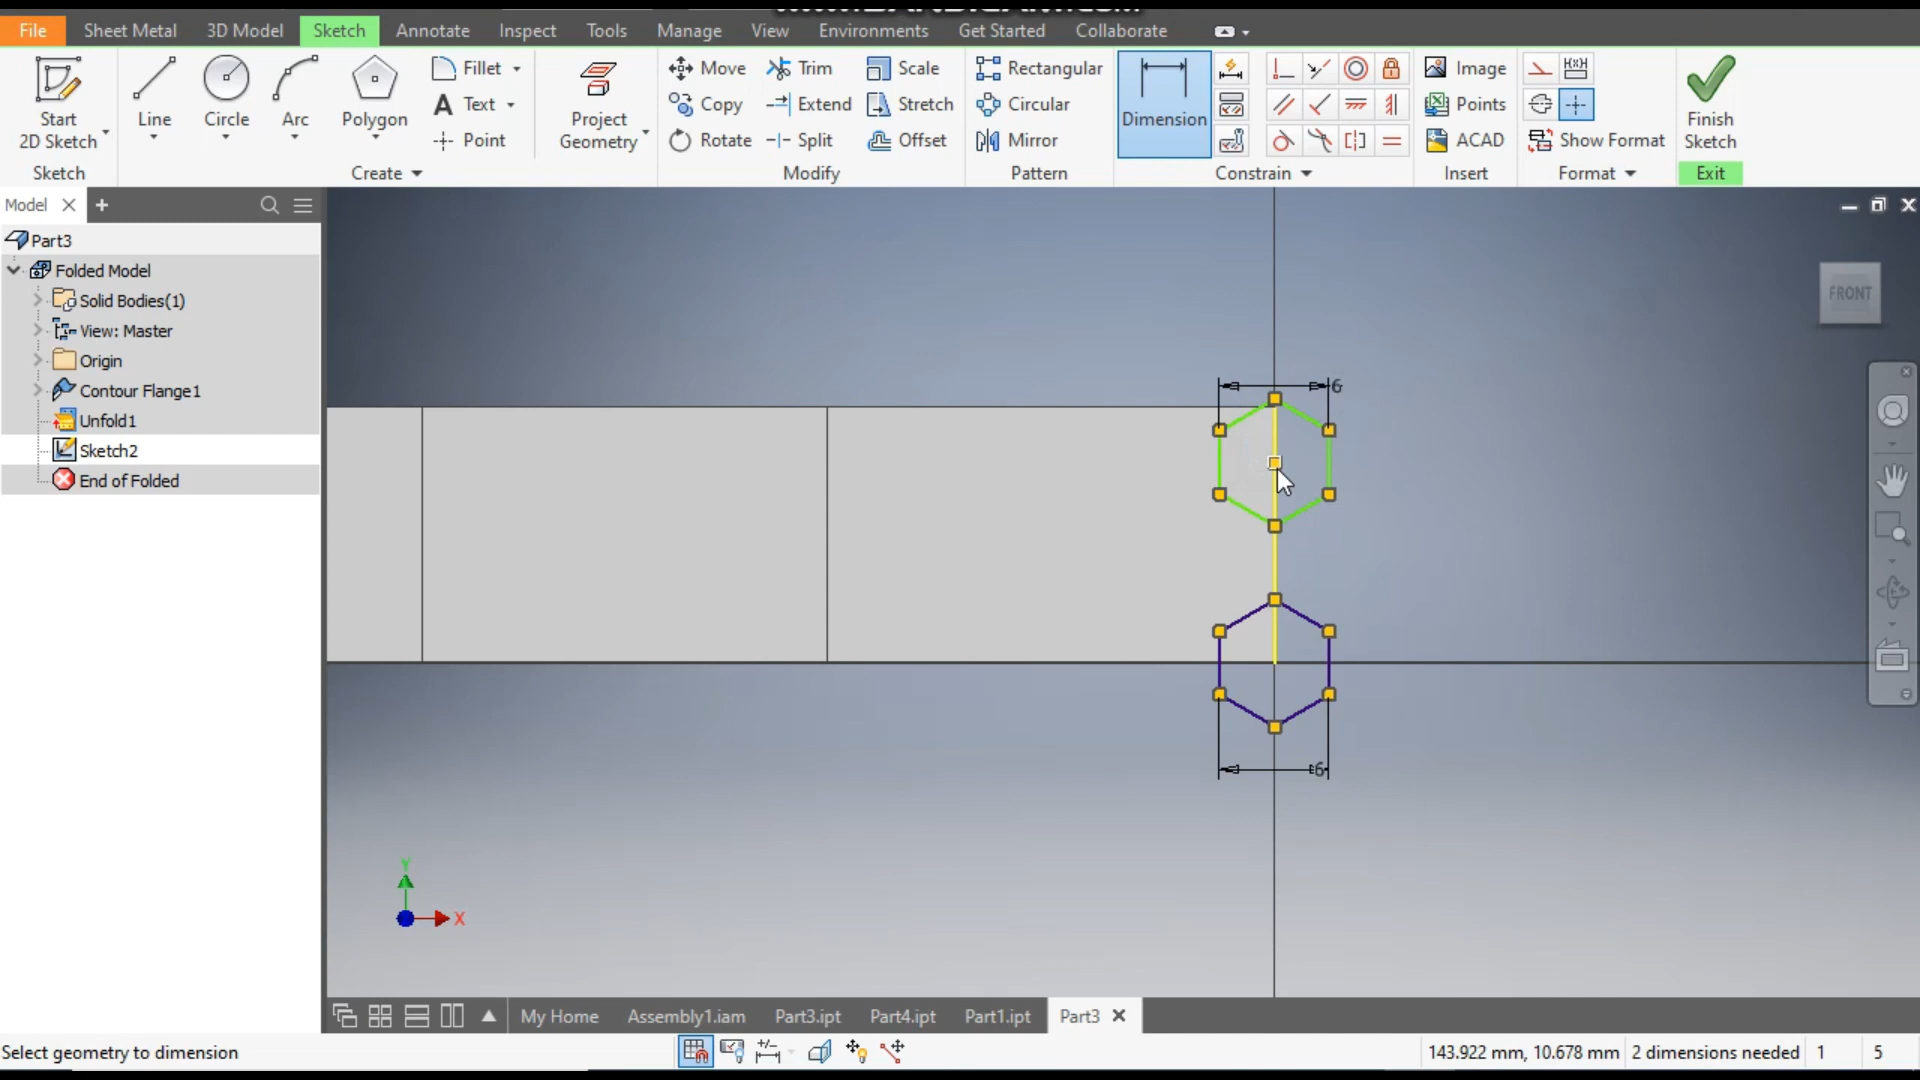 File Sheet Metal 3D Model Sketch Annotate Inspect Tools Manage View Environments Get Started Collaborate
Start
2D Sketch
Line
Circle
Arc
Polygon
Fillet
Text
Point
Project
Geometry
Move
Copy
Rotate
Trim
Extend
Split
Scale
Stretch
Offset
Rectangular
Circular
Mirror
Dimension
Image
Points
ACAD
Show Format
Finish
Sketch
Sketch Create Modify Pattern Constrain Insert Format Exit
Model
Part3
Folded Model
Solid Bodies(1)
View: Master
Origin
Contour Flange1
Unfold1
Sketch2
End of Folded
FRONT
6
6
Y
X
My Home Assembly1.iam Part3.ipt Part4.ipt Part1.ipt Part3
Select geometry to dimension 143.922 mm, 10.678 mm 2 dimensions needed 1 5